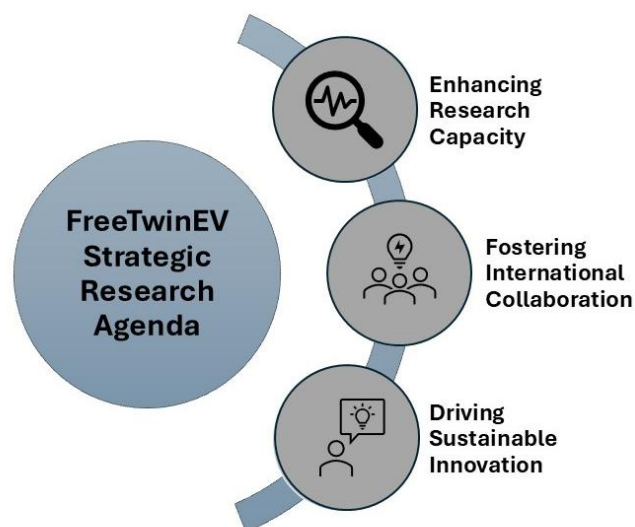 FreeTwinEV
Strategic
Research
Agenda
Enhancing
Research
Capacity
Fostering
International
Collaboration
Driving
Sustainable
Innovation